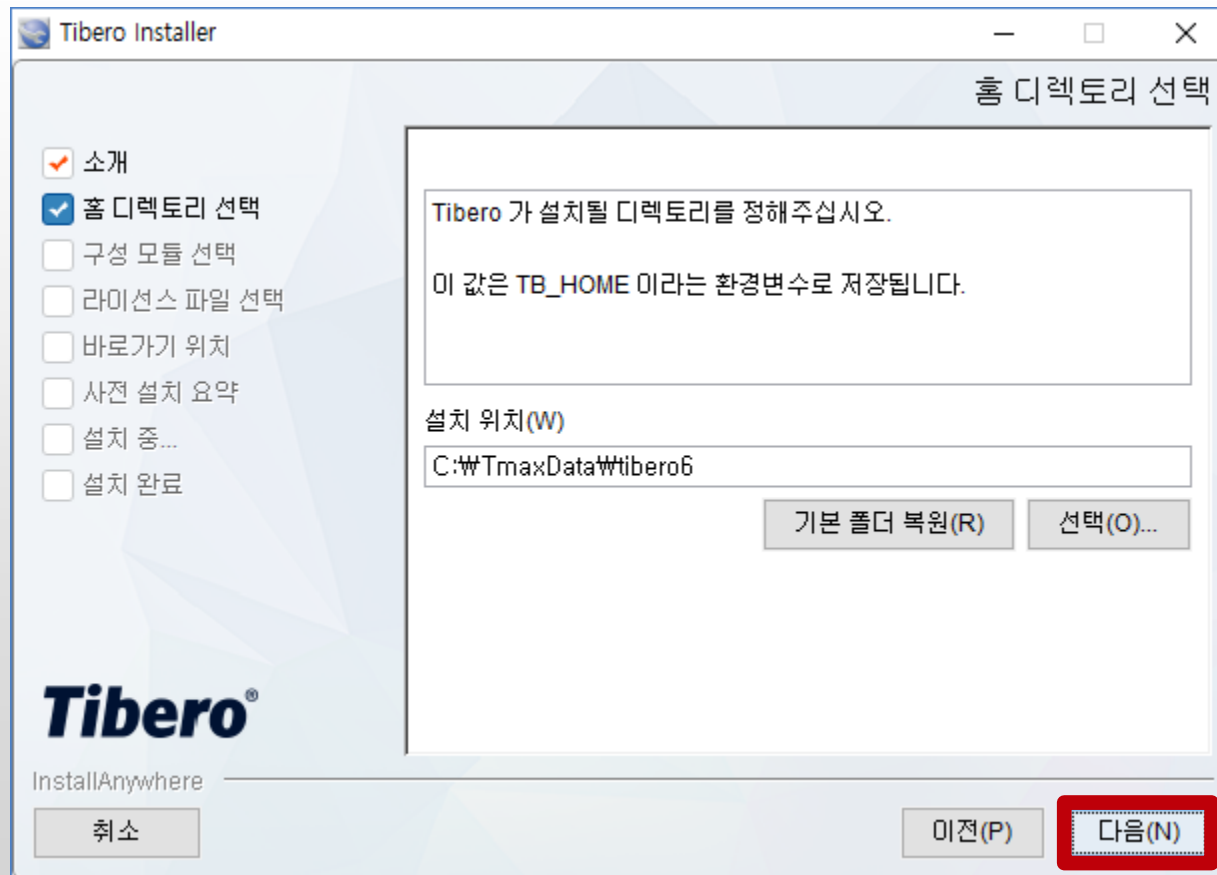 Tibero Installer
홈 디렉토리 선택
소개
홈 디렉토리 선택
구성 모듈 선택
라이선스 파일 선택
바로가기 위치
사전 설치 요약
설치 중...
설치 완료
Tibero 가 설치될 디렉토리를 정해주십시오.
이 값은 TB_HOME 이라는 환경변수로 저장됩니다.
설치 위치(W)
C:₩TmaxData₩tibero6
기본 폴더 복원(R)
선택(O)...
Tibero®
InstallAnywhere
취소
이전(P)
다음(N)